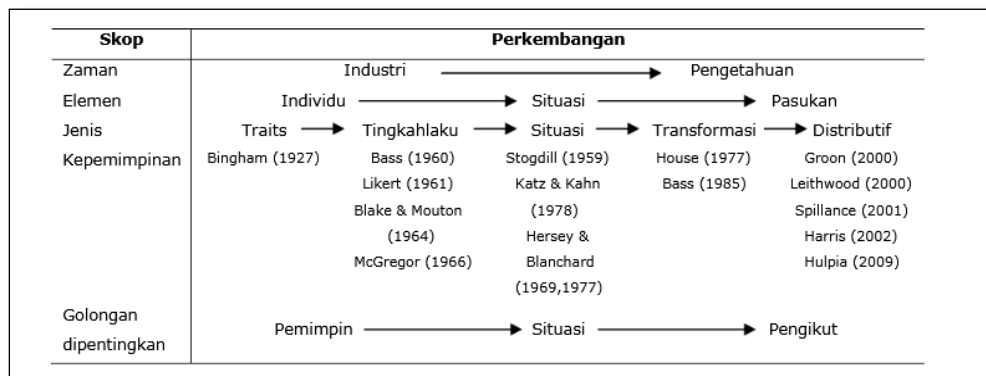 Skop Perkembangan
Zaman Industri Pengetahuan
Elemen Individu Situasi Pasukan
Jenis Traits Tingkahlaku Situasi Transformasi Distributif
Kepemimpinan Bingham (1927) Bass (1960) Stogdill (1959) House (1977) Groon (2000)
Likert (1961) Katz & Kahn Bass (1985) Leithwood (2000)
Blake & Mouton (1978) Spillance (2001)
(1964) Hersey & Harris (2002)
McGregor (1966) Blanchard Hulpia (2009)
(1969,1977)
Golongan
Pemimpin Situasi Pengikut
dipentingkan